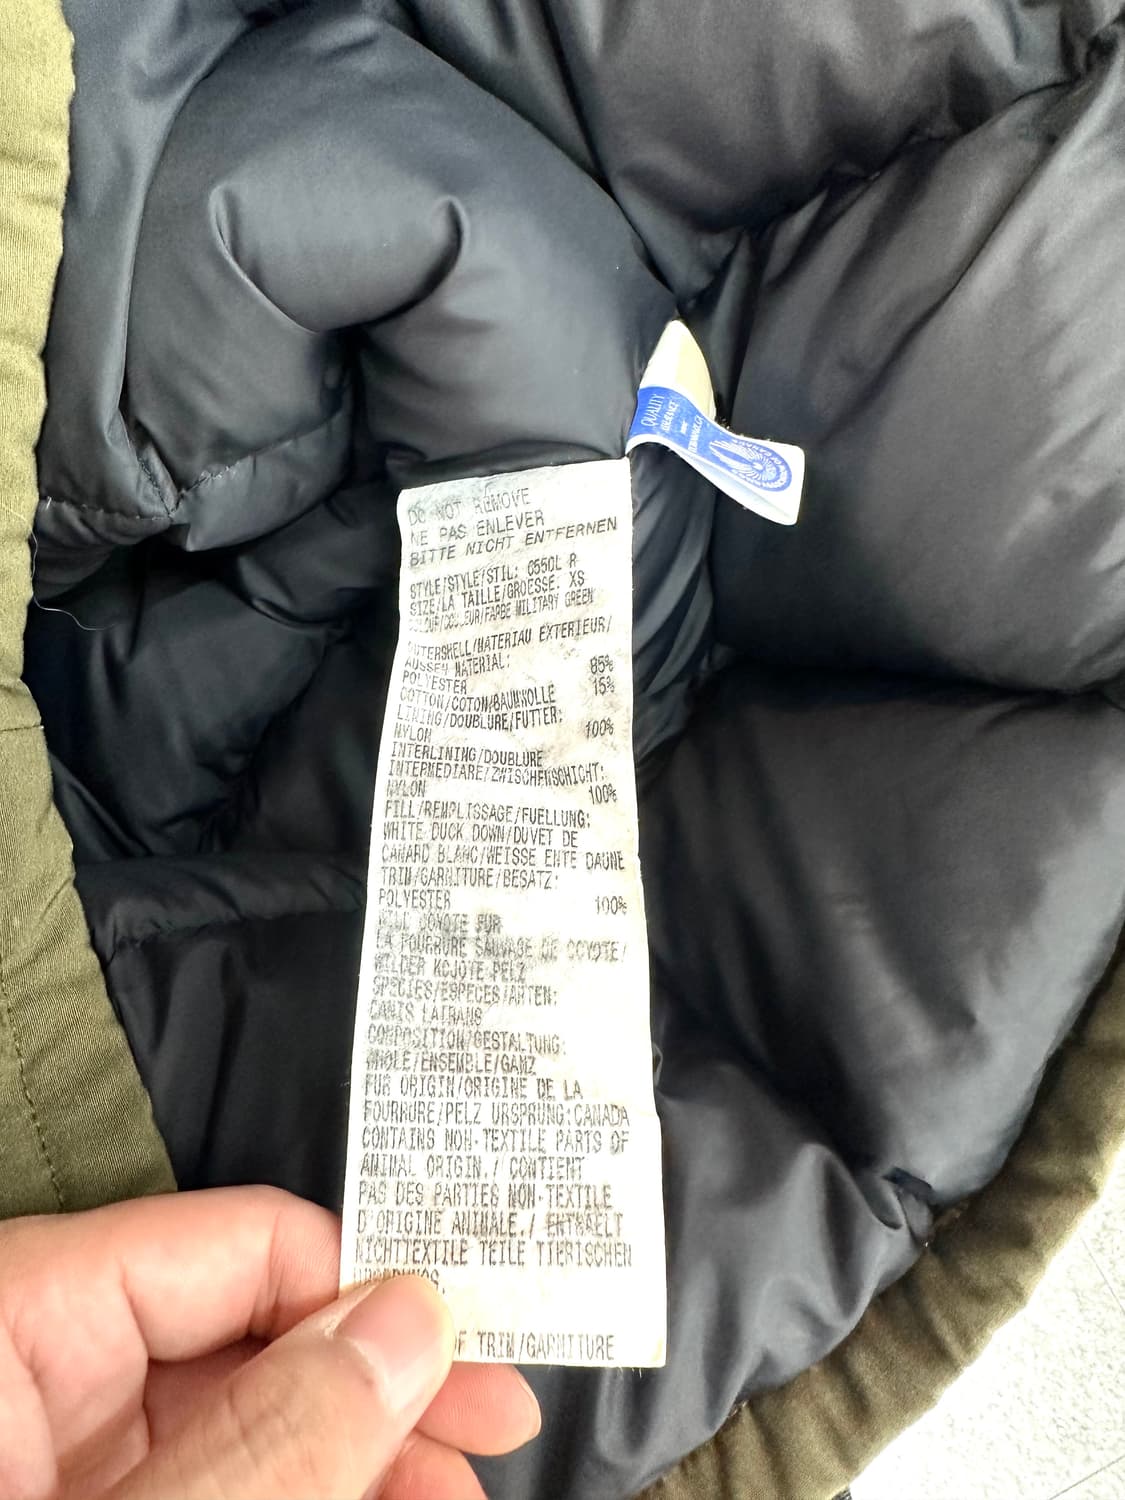 DO NOT REMOVE
NE PAS ENLEVER
BITTE NICHT ENTFERNEN
STYLE/STYLE/STIL: C550L R
SIZE/LA TAILLE/GROESSE: XS
COLOUR/COULEUR/FARBE MILITARY GREEN
OUTERSHELL/MATERIAU EXTERIEUR/
AUSSEN MATERIAL:
POLYESTER 85%
COTTON/COTON/BAUMWOLLE 15%
LINING/DOUBLURE/FUTTER:
NYLON 100%
INTERLINING/DOUBLURE
INTERMEDIARE/ZWISCHENSCHICHT:
NYLON 100%
FILL/REMPLISSAGE/FUELLUNG:
WHITE DUCK DOWN/DUVET DE
CANARD BLANC/WEISSE ENTE DAUNE
TRIM/GARNITURE/BESATZ:
POLYESTER 100%
WILD COYOTE FUR
LA FOURRURE SAUVAGE DE COYOTE/
WILDER KOJOTE PELZ
SPECIES/ESPECES/ARTEN:
CANIS LATRANS
COMPOSITION/GESTALTUNG:
WHOLE/ENSEMBLE/GANZ
FUR ORIGIN/ORIGINE DE LA
FOURRURE/PELZ URSPRUNG:CANADA
CONTAINS NON-TEXTILE PARTS OF
ANIMAL ORIGIN./ CONTIENT
PAS DES PARTIES NON-TEXTILE
D'ORIGINE ANIMALE./ ENTHAELT
NICHTTEXTILE TEILE TIERISCHEN
OF TRIM/GARNITURE
QUALITY